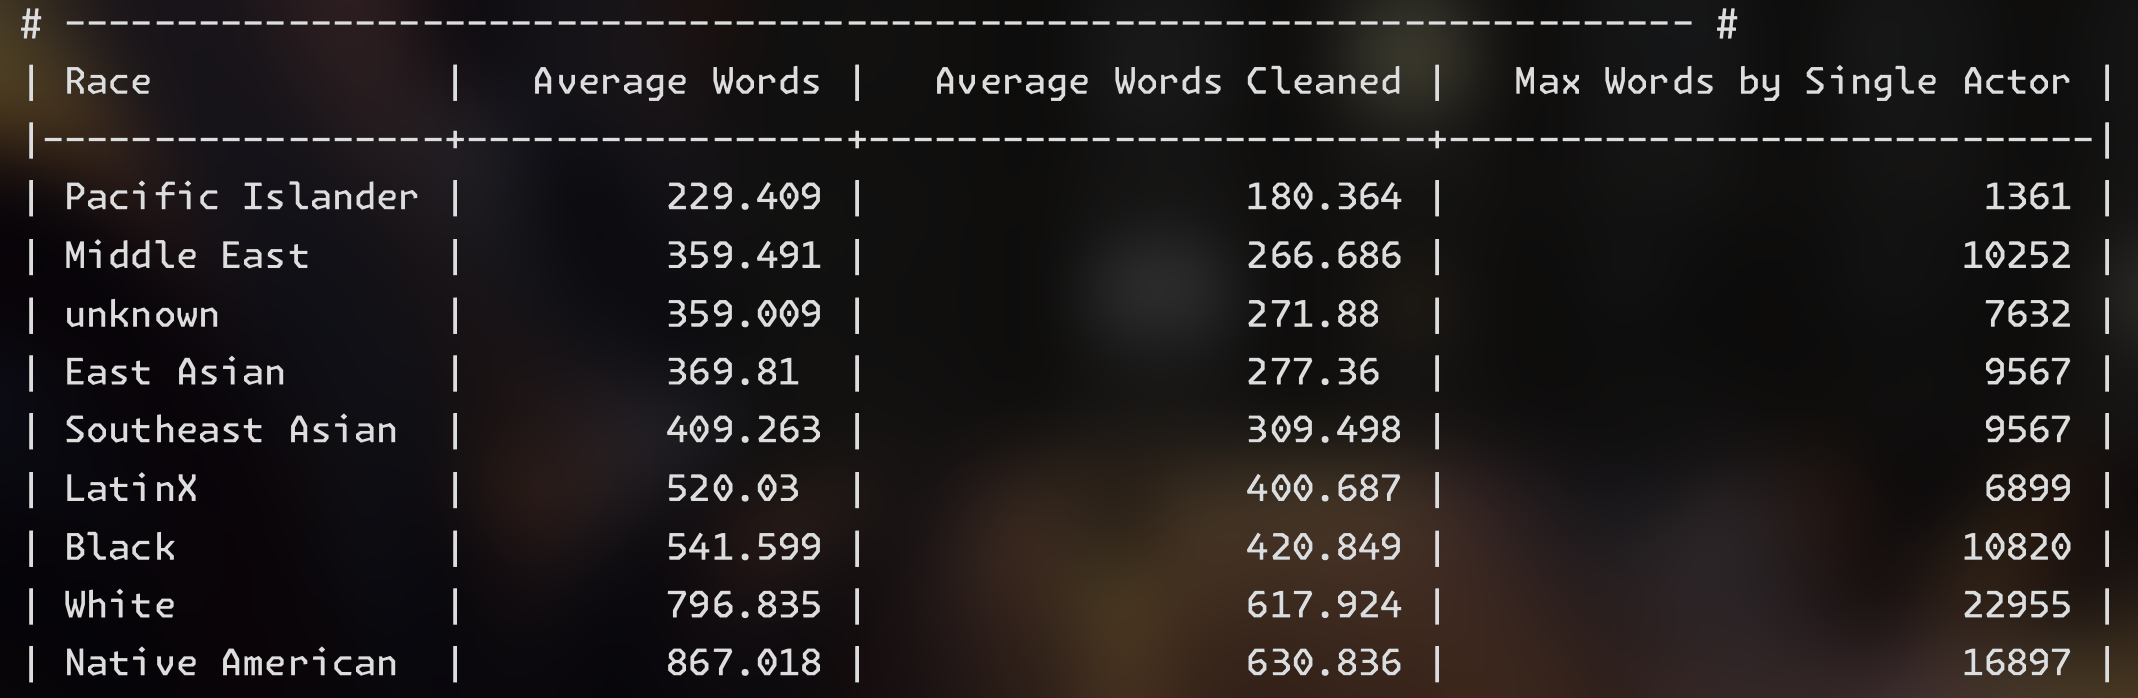 # ------------------------------------------------------------------------- #
| Race            |   Average Words |   Average Words Cleaned |   Max Words by Single Actor |
|-----------------+-----------------+-------------------------+-----------------------------|
| Pacific Islander |         229.409 |                 180.364 |                        1361 |
| Middle East      |         359.491 |                 266.686 |                       10252 |
| unknown          |         359.009 |                 271.88  |                        7632 |
| East Asian       |         369.81  |                 277.36  |                        9567 |
| Southeast Asian  |         409.263 |                 309.498 |                        9567 |
| LatinX           |         520.03  |                 400.687 |                        6899 |
| Black            |         541.599 |                 420.849 |                       10820 |
| White            |         796.835 |                 617.924 |                       22955 |
| Native American  |         867.018 |                 630.836 |                       16897 |